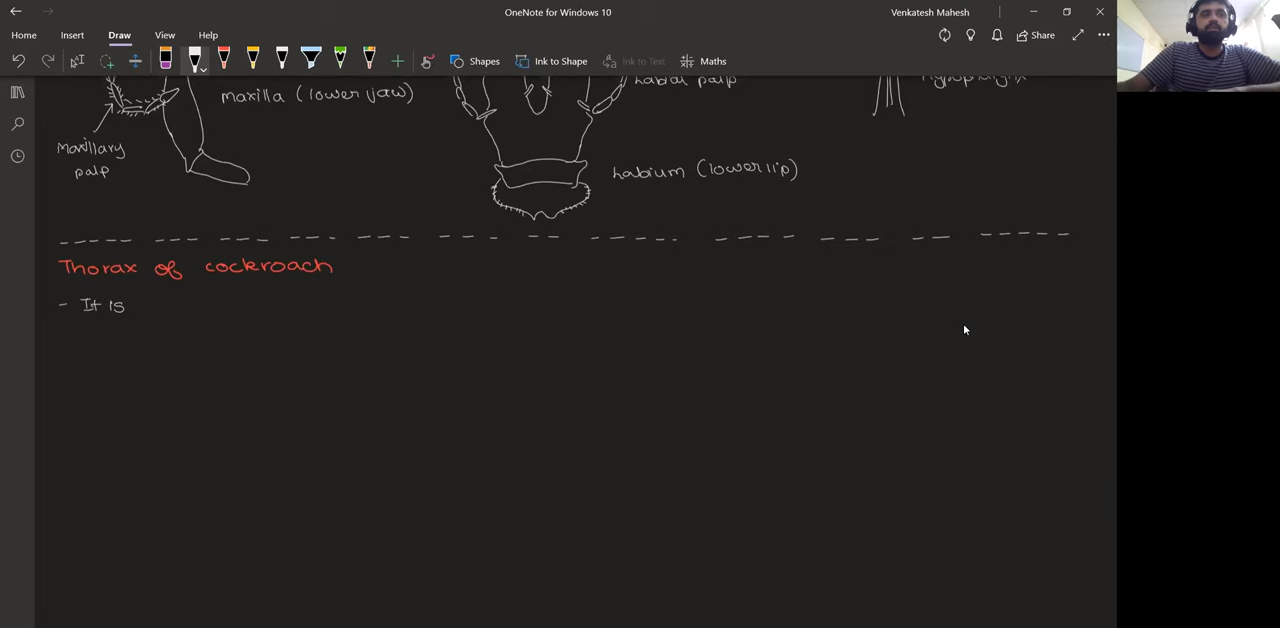 OneNote for Windows 10
Venkatesh Mahesh
Home Insert Draw View Help
Share
Shapes Ink to Shape Ink to Text Maths
maxilla (lower jaw)
labial palp
hypopharynx
Maxillary
palp
Labium (lower lip)
Thorax of cockroach
- It is